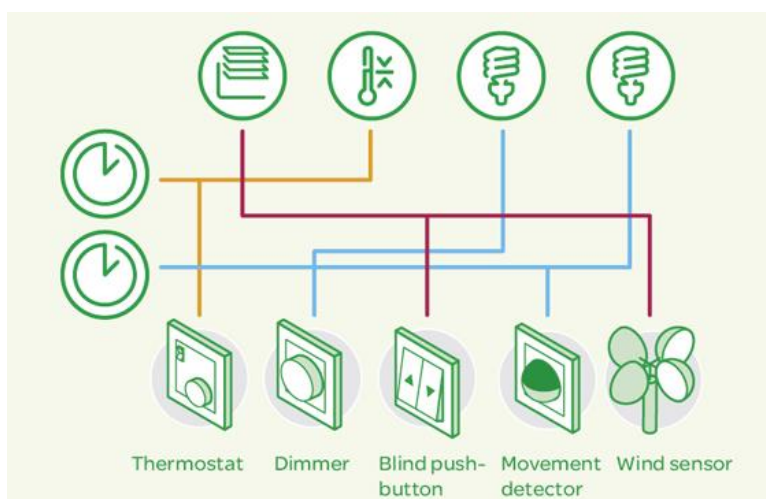 Thermostat
Dimmer
Blind push-
button
Movement
detector
Wind sensor